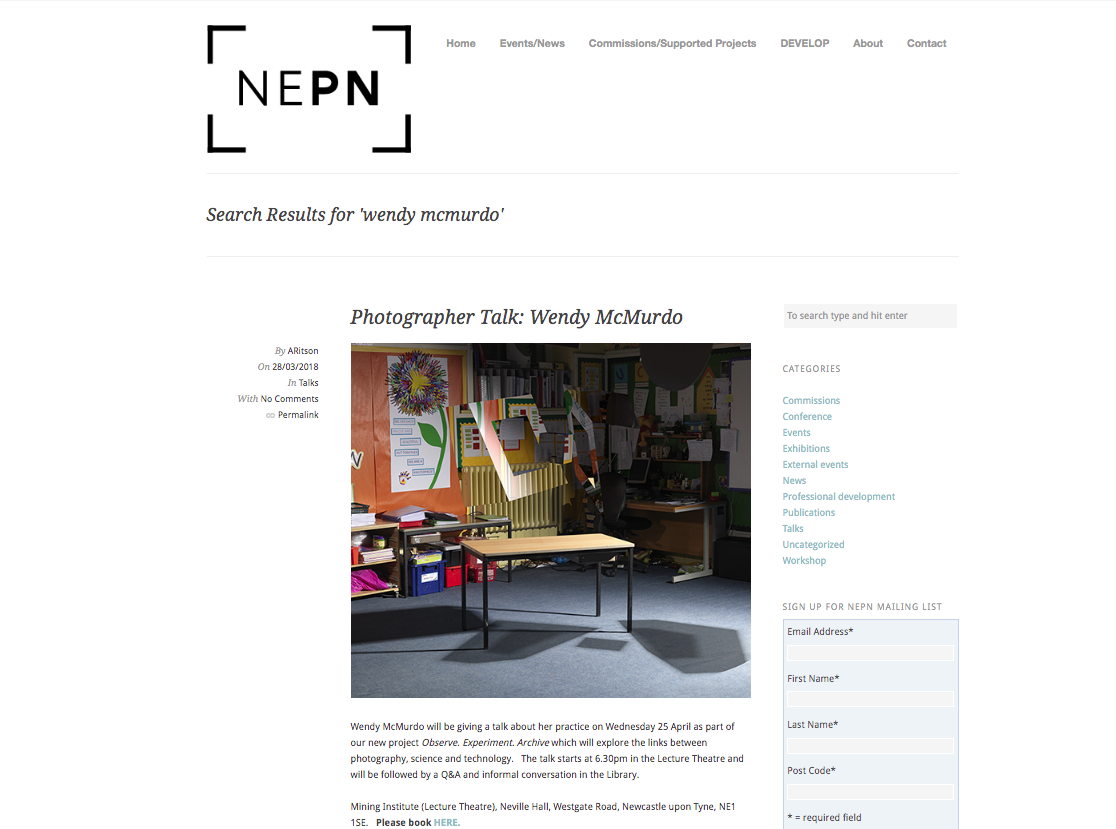 NEPN
Home
Events/News
Commissions/Supported Projects
DEVELOP
About
Contact
Search Results for 'wendy mcmurdo'
Photographer Talk: Wendy McMurdo
By ARitson
On 28/03/2018
In Talks
With No Comments
Permalink
Wendy McMurdo will be giving a talk about her practice on Wednesday 25 April as part of
our new project Observe. Experiment. Archive which will explore the links between
photography, science and technology.   The talk starts at 6.30pm in the Lecture Theatre and
will be followed by a Q&A and informal conversation in the Library.
Mining Institute (Lecture Theatre), Neville Hall, Westgate Road, Newcastle upon Tyne, NE1
1SE.   Please book HERE.
To search type and hit enter
CATEGORIES
Commissions
Conference
Events
Exhibitions
External events
News
Professional development
Publications
Talks
Uncategorized
Workshop
SIGN UP FOR NEPN MAILING LIST
Email Address*
First Name*
Last Name*
Post Code*
* = required field